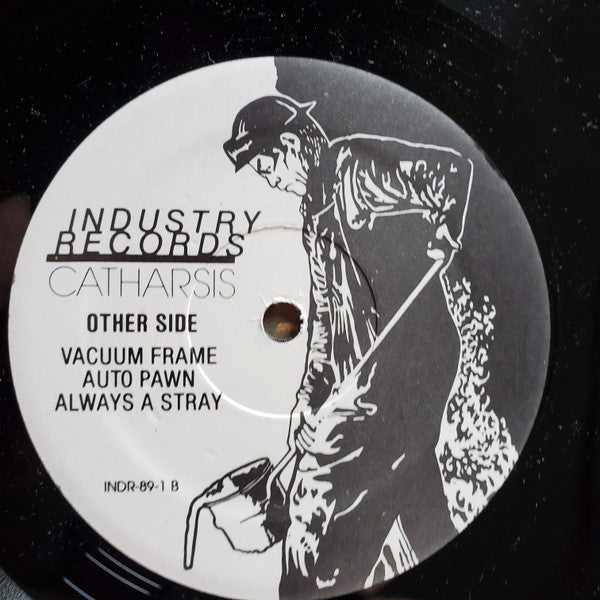 INDUSTRY
RECORDS
CATHARSIS
OTHER SIDE
VACUUM FRAME
AUTO PAWN
ALWAYS A STRAY
INDR-89-1 B